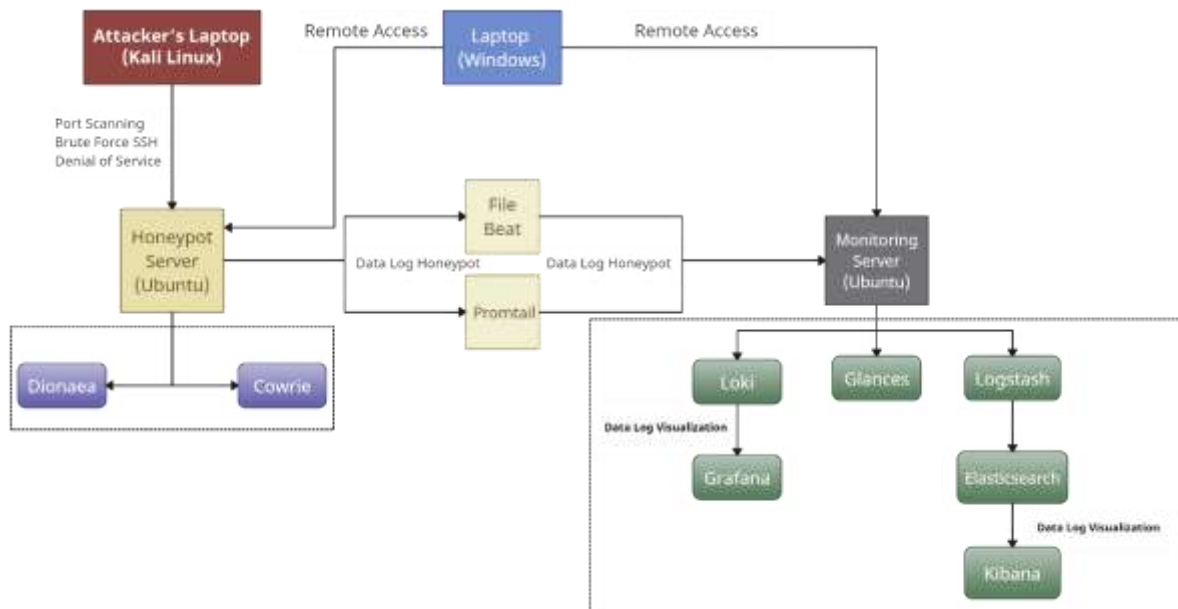 Attacker's Laptop
(Kali Linux)
Remote Access
Laptop
(Windows)
Remote Access
Port Scanning
Brute Force SSH
Denial of Service
Honeypot
Server
(Ubuntu)
File
Beat
Data Log Honeypot
Data Log Honeypot
Promtail
Monitoring
Server
(Ubuntu)
Dionaea
Cowrie
Loki
Glances
Logstash
Data Log Visualization
Grafana
Elasticsearch
Data Log Visualization
Kibana